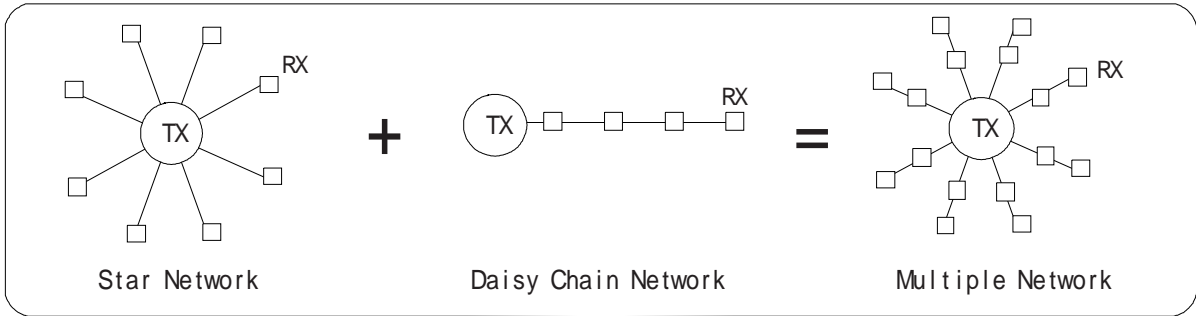 RX
TX
Star Network
+
RX
TX
Daisy Chain Network
=
RX
TX
Multiple Network